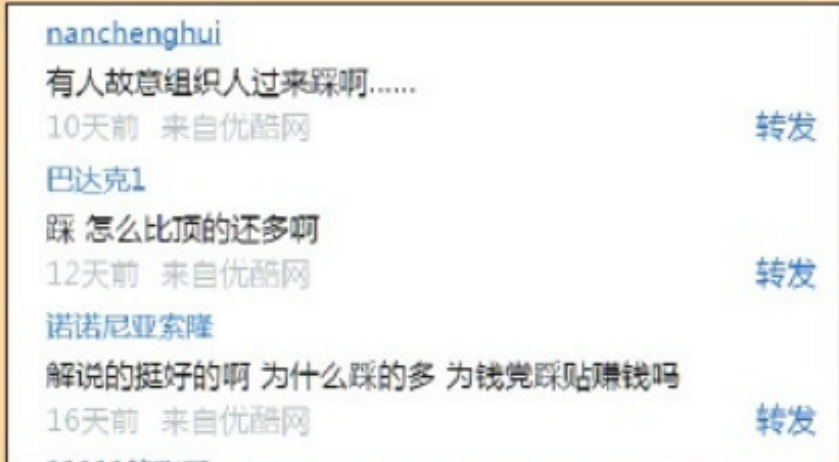 nanchenghui
有人故意组织人过来踩啊......
10天前 来自优酷网 转发
巴达克1
踩 怎么比顶的还多啊
12天前 来自优酷网 转发
诺诺尼亚索隆
解说的挺好的啊 为什么踩的多 为钱党踩贴赚钱吗
16天前 来自优酷网 转发